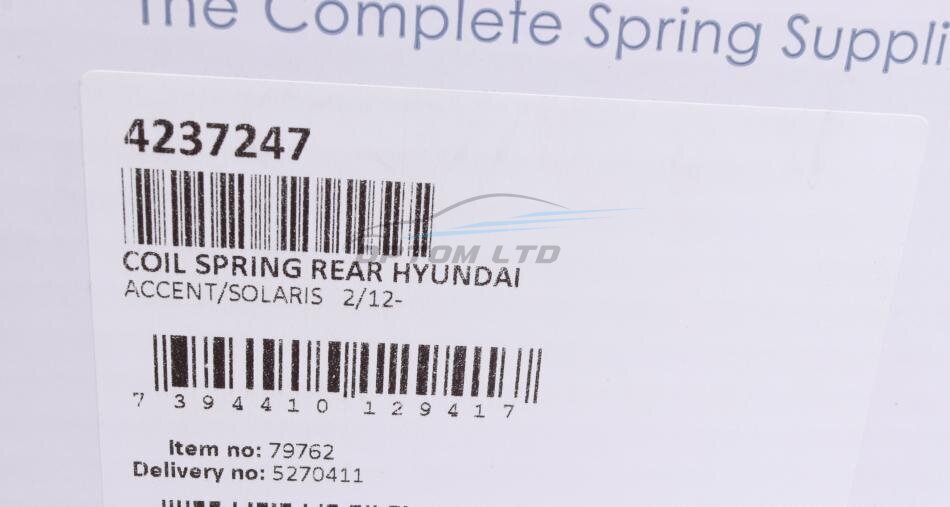 The Complete Spring Suppli
4237247
OPTOM LTD
COIL SPRING REAR HYUNDAI
ACCENT/SOLARIS 2/12-
7 394410 129417
Item no: 79762
Delivery no: 5270411